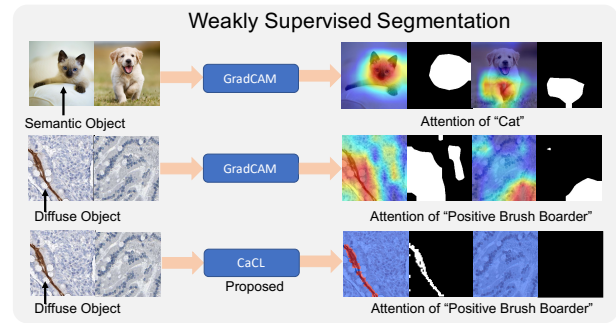 Weakly Supervised Segmentation
GradCAM
Semantic Object
Attention of "Cat"
GradCAM
Diffuse Object
Attention of "Positive Brush Boarder"
CaCL
Proposed
Diffuse Object
Attention of "Positive Brush Boarder"